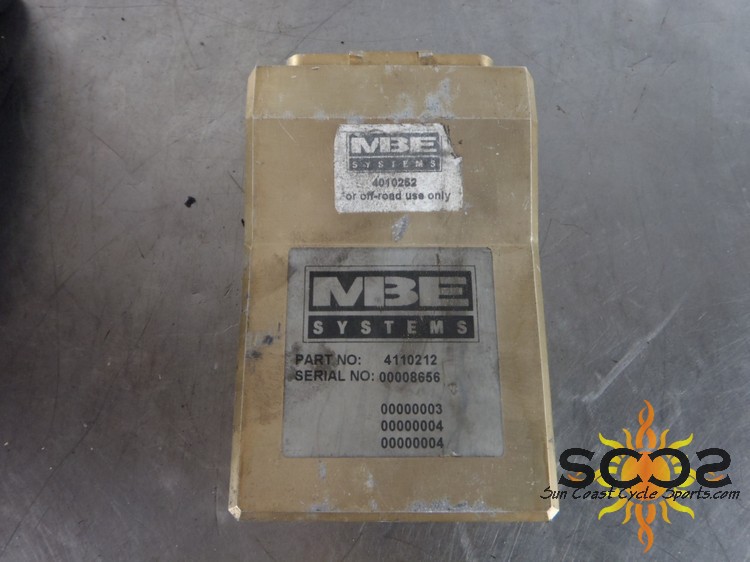 MBE
SYSTEMS
4010252
or off-road use only
MBE
SYSTEMS
PART NO: 4110212
SERIAL NO: 00008656
00000003
00000004
00000004
SCCS
Sun Coast Cycle Sports.com